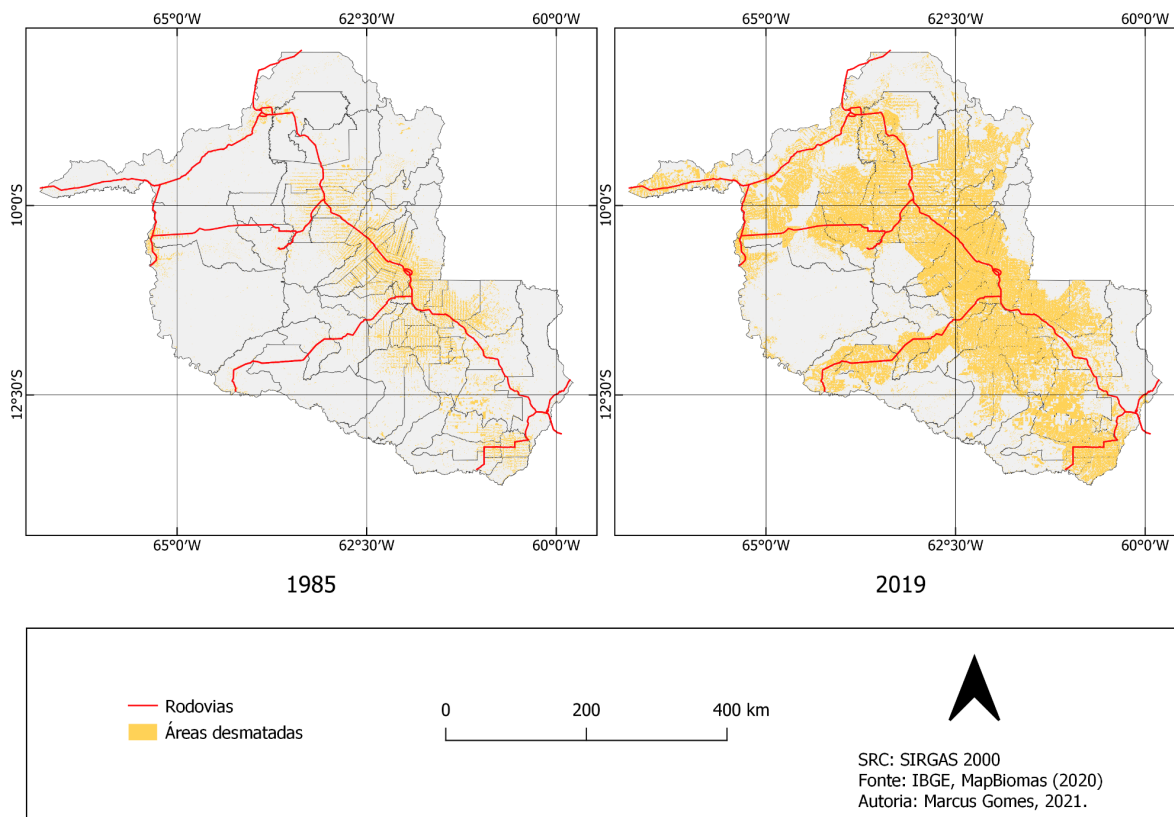 65°0'W 62°30'W 60°0'W 65°0'W 62°30'W 60°0'W
10°0'S 10°0'S
12°30'S 12°30'S
65°0'W 62°30'W 60°0'W 65°0'W 62°30'W 60°0'W
1985 2019
Rodovias
Áreas desmatadas
0 200 400 km
SRC: SIRGAS 2000
Fonte: IBGE, MapBiomas (2020)
Autoria: Marcus Gomes, 2021.